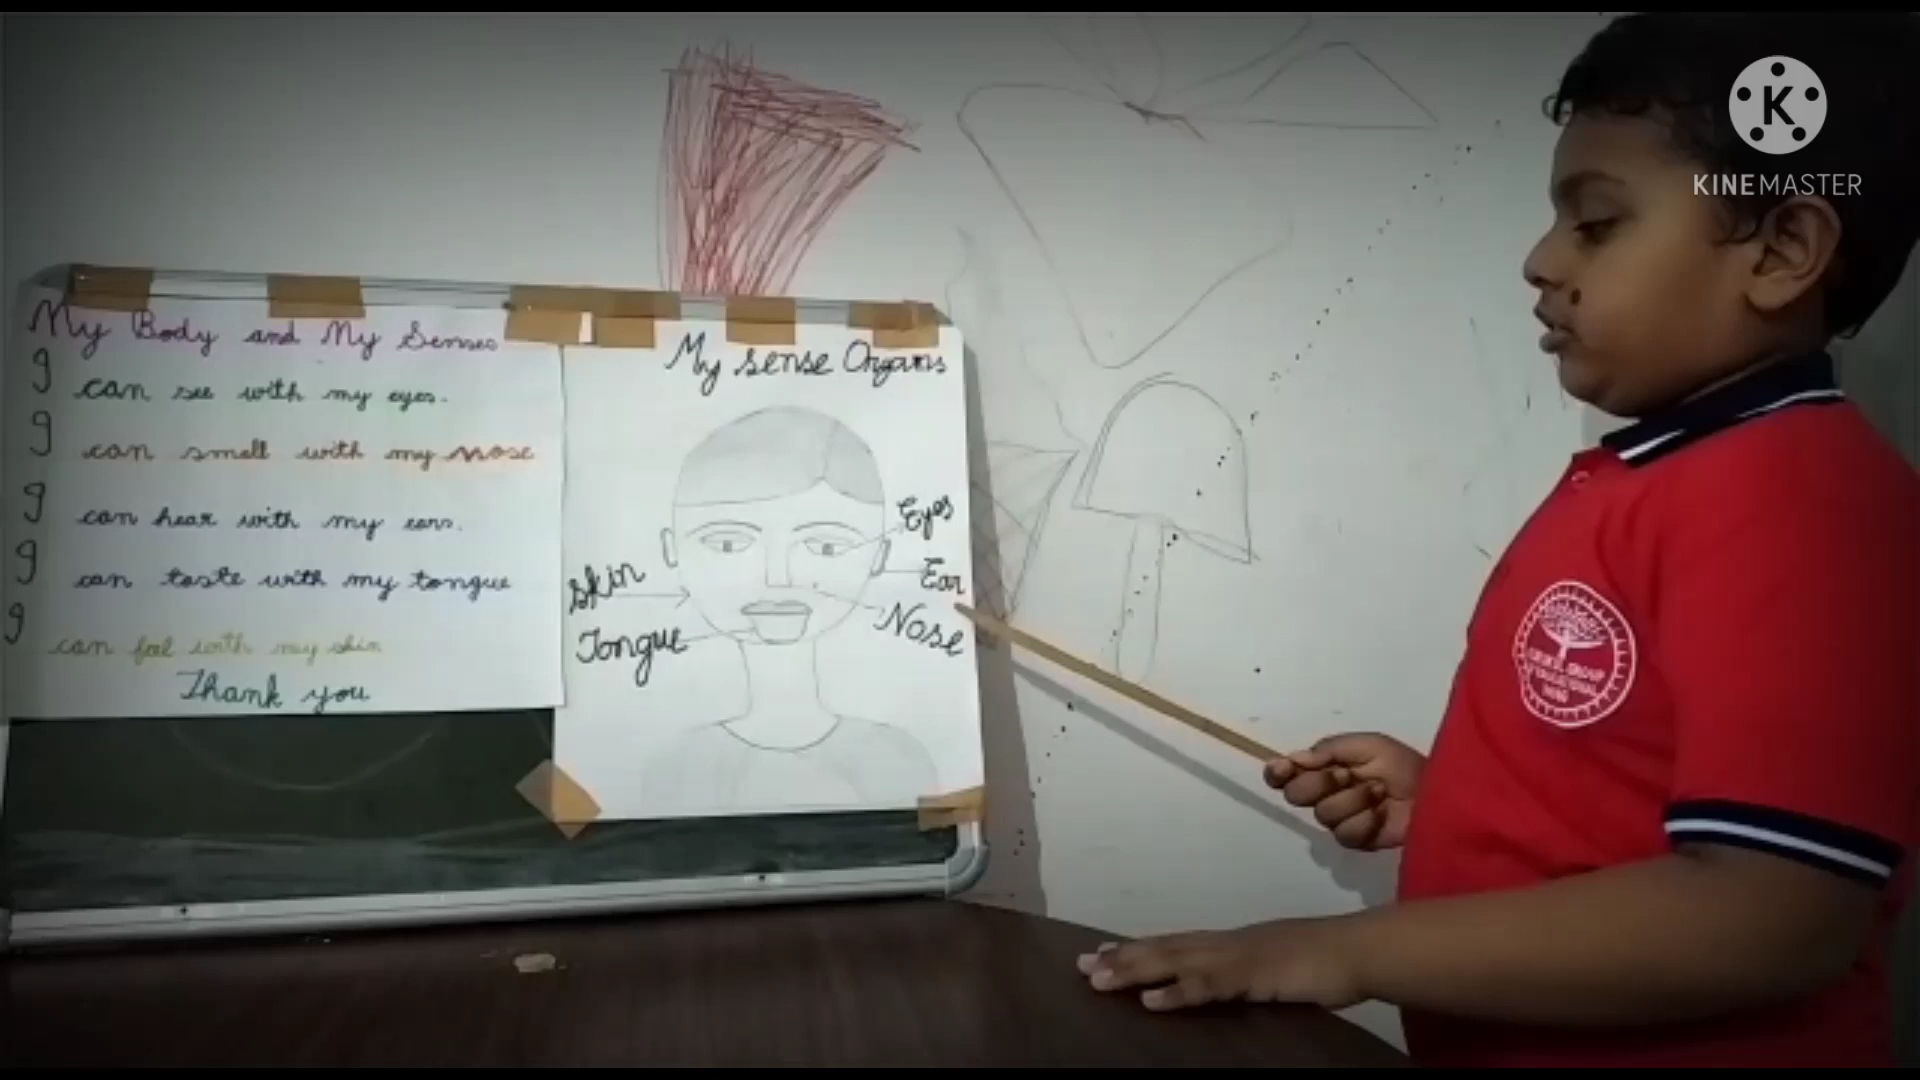 My Body and My Senses
I can see with my eyes.
I can smell with my nose
I can hear with my ears.
I can taste with my tongue
I can feel with my skin
Thank you
My sense Organs
Eyes
Ear
Nose
Skin
Tongue
KINEMASTER